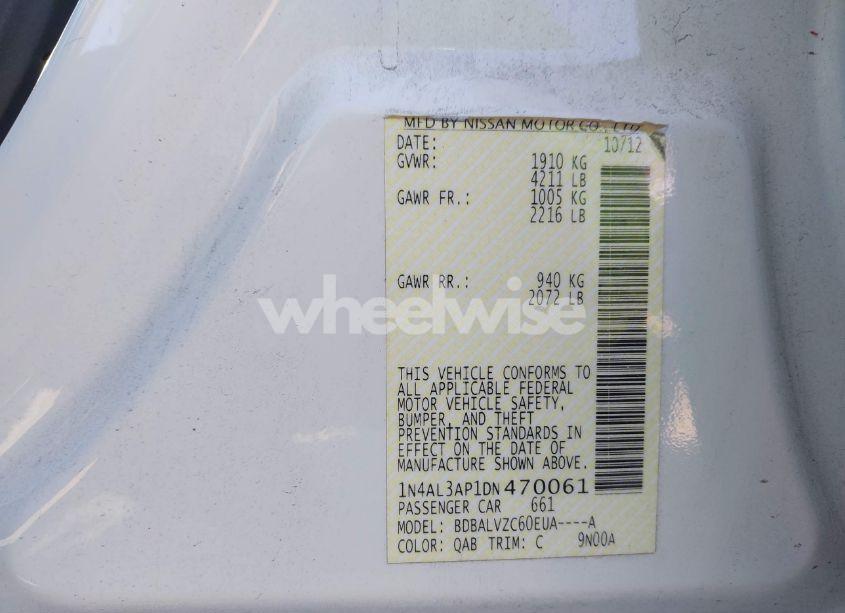 MFD BY NISSAN MOTOR CO., LTD
DATE: 10/12
GVWR: 1910 KG
4211 LB
GAWR FR.: 1005 KG
2216 LB
GAWR RR.: 940 KG
2072 LB
wheelwise
THIS VEHICLE CONFORMS TO
ALL APPLICABLE FEDERAL
MOTOR VEHICLE SAFETY,
BUMPER, AND THEFT
PREVENTION STANDARDS IN
EFFECT ON THE DATE OF
MANUFACTURE SHOWN ABOVE.
1N4AL3AP1DN470061
PASSENGER CAR 661
MODEL: BDBALVZC60EUA----A
COLOR: QAB TRIM: C 9N00A